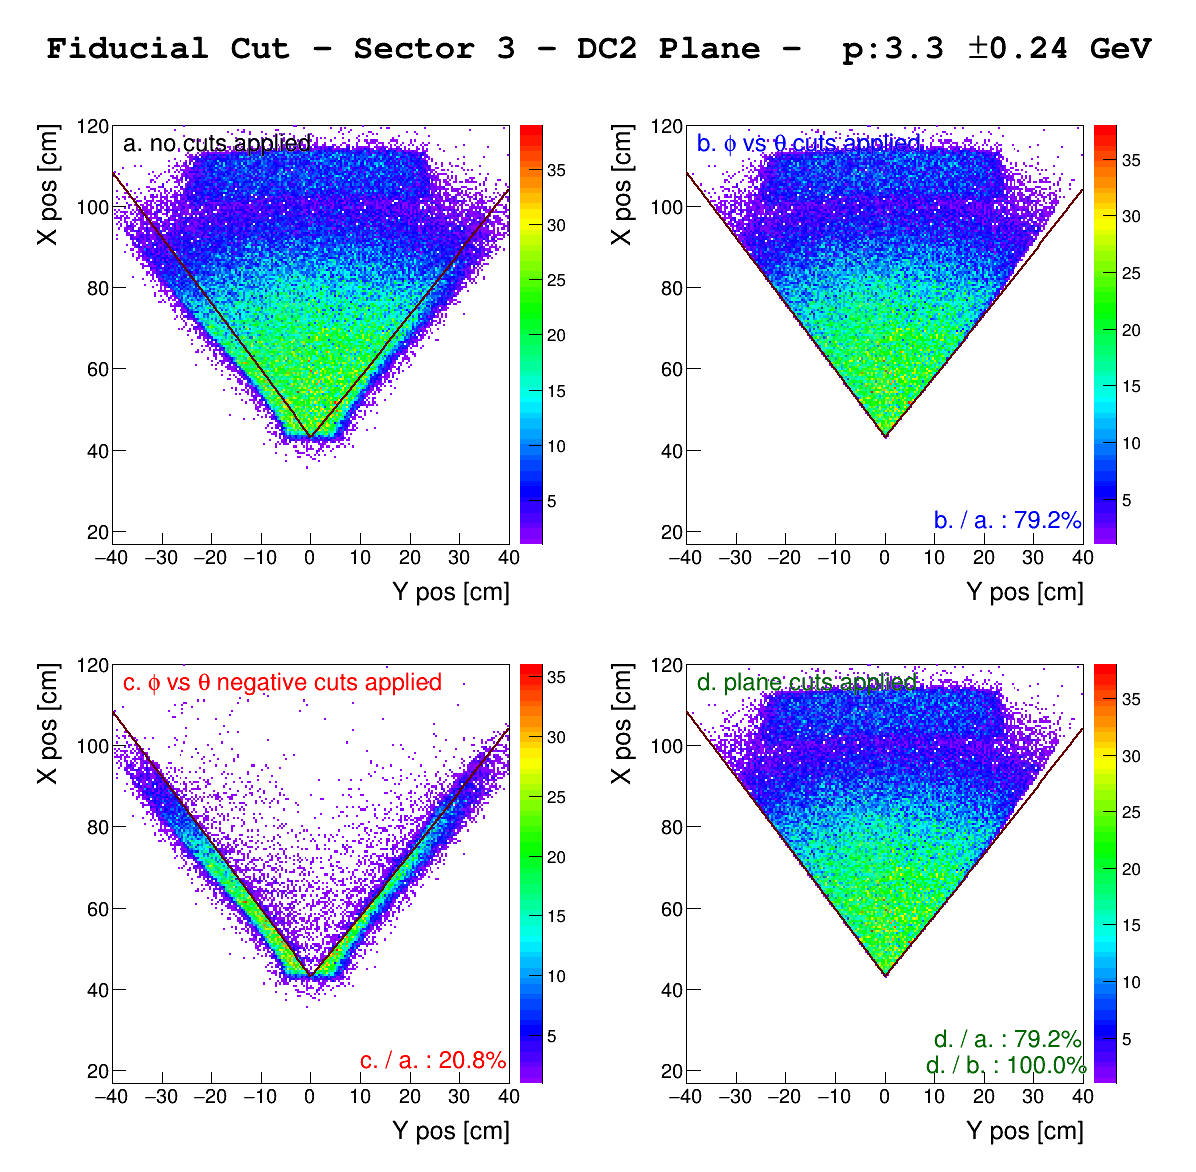 Fiducial Cut – Sector 3 – DC2 Plane – p:3.3 ±0.24 GeV
a. no cuts applied
X pos [cm]
120
100
80
60
40
20
−40 −30 −20 −10 0 10 20 30 40
Y pos [cm]
35
30
25
20
15
10
5
b. ϕ vs θ cuts applied
X pos [cm]
120
100
80
60
40
20
b. / a. : 79.2%
−40 −30 −20 −10 0 10 20 30 40
Y pos [cm]
35
30
25
20
15
10
5
c. ϕ vs θ negative cuts applied
X pos [cm]
120
100
80
60
40
20
c. / a. : 20.8%
−40 −30 −20 −10 0 10 20 30 40
Y pos [cm]
35
30
25
20
15
10
5
d. plane cuts applied
X pos [cm]
120
100
80
60
40
20
d. / a. : 79.2%
d. / b. : 100.0%
−40 −30 −20 −10 0 10 20 30 40
Y pos [cm]
35
30
25
20
15
10
5